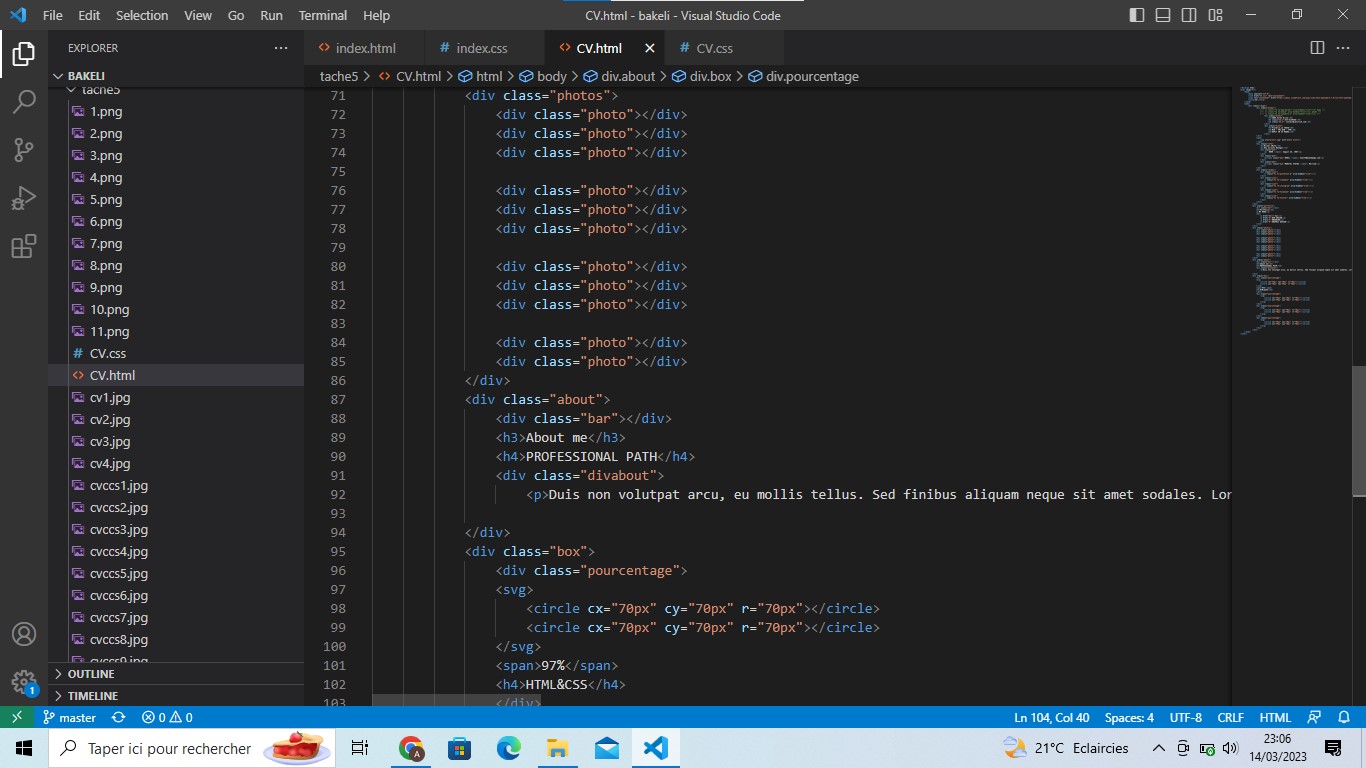 File Edit Selection View Go Run Terminal Help
CV.html - bakeli - Visual Studio Code
EXPLORER
BAKELI
tache5
1.png
2.png
3.png
4.png
5.png
6.png
7.png
8.png
9.png
10.png
11.png
CV.css
CV.html
cv1.jpg
cv2.jpg
cv3.jpg
cv4.jpg
cvccs1.jpg
cvccs2.jpg
cvccs3.jpg
cvccs4.jpg
cvccs5.jpg
cvccs6.jpg
cvccs7.jpg
cvccs8.jpg
cvccs9.jpg
OUTLINE
TIMELINE
index.html # index.css CV.html # CV.css
tache5 > CV.html > html > body > div.about > div.box > div.pourcentage
71 <div class="photos">
72 <div class="photo"></div>
73 <div class="photo"></div>
74 <div class="photo"></div>
75
76 <div class="photo"></div>
77 <div class="photo"></div>
78 <div class="photo"></div>
79
80 <div class="photo"></div>
81 <div class="photo"></div>
82 <div class="photo"></div>
83
84 <div class="photo"></div>
85 <div class="photo"></div>
86 </div>
87 <div class="about">
88 <div class="bar"></div>
89 <h3>About me</h3>
90 <h4>PROFESSIONAL PATH</h4>
91 <div class="divabout">
92 <p>Duis non volutpat arcu, eu mollis tellus. Sed finibus aliquam neque sit amet sodales. Lor
93
94 </div>
95 <div class="box">
96 <div class="pourcentage">
97 <svg>
98 <circle cx="70px" cy="70px" r="70px"></circle>
99 <circle cx="70px" cy="70px" r="70px"></circle>
100 </svg>
101 <span>97%</span>
102 <h4>HTML&CSS</h4>
103 </div>
1
master 0 0 Ln 104, Col 40 Spaces: 4 UTF-8 CRLF HTML
Taper ici pour rechercher
A
21°C Eclaircies
23:06
14/03/2023